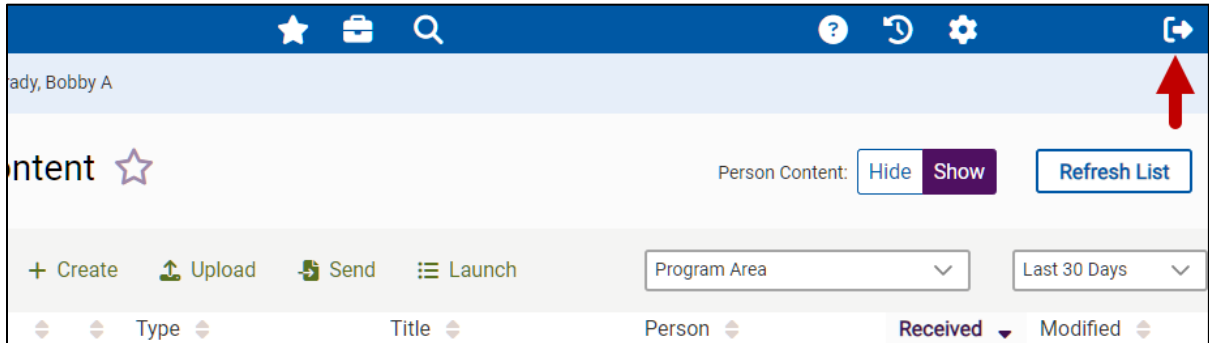 rady, Bobby A
ontent
Person Content: Hide Show Refresh List
+ Create Upload Send Launch Program Area Last 30 Days
Type Title Person Received Modified